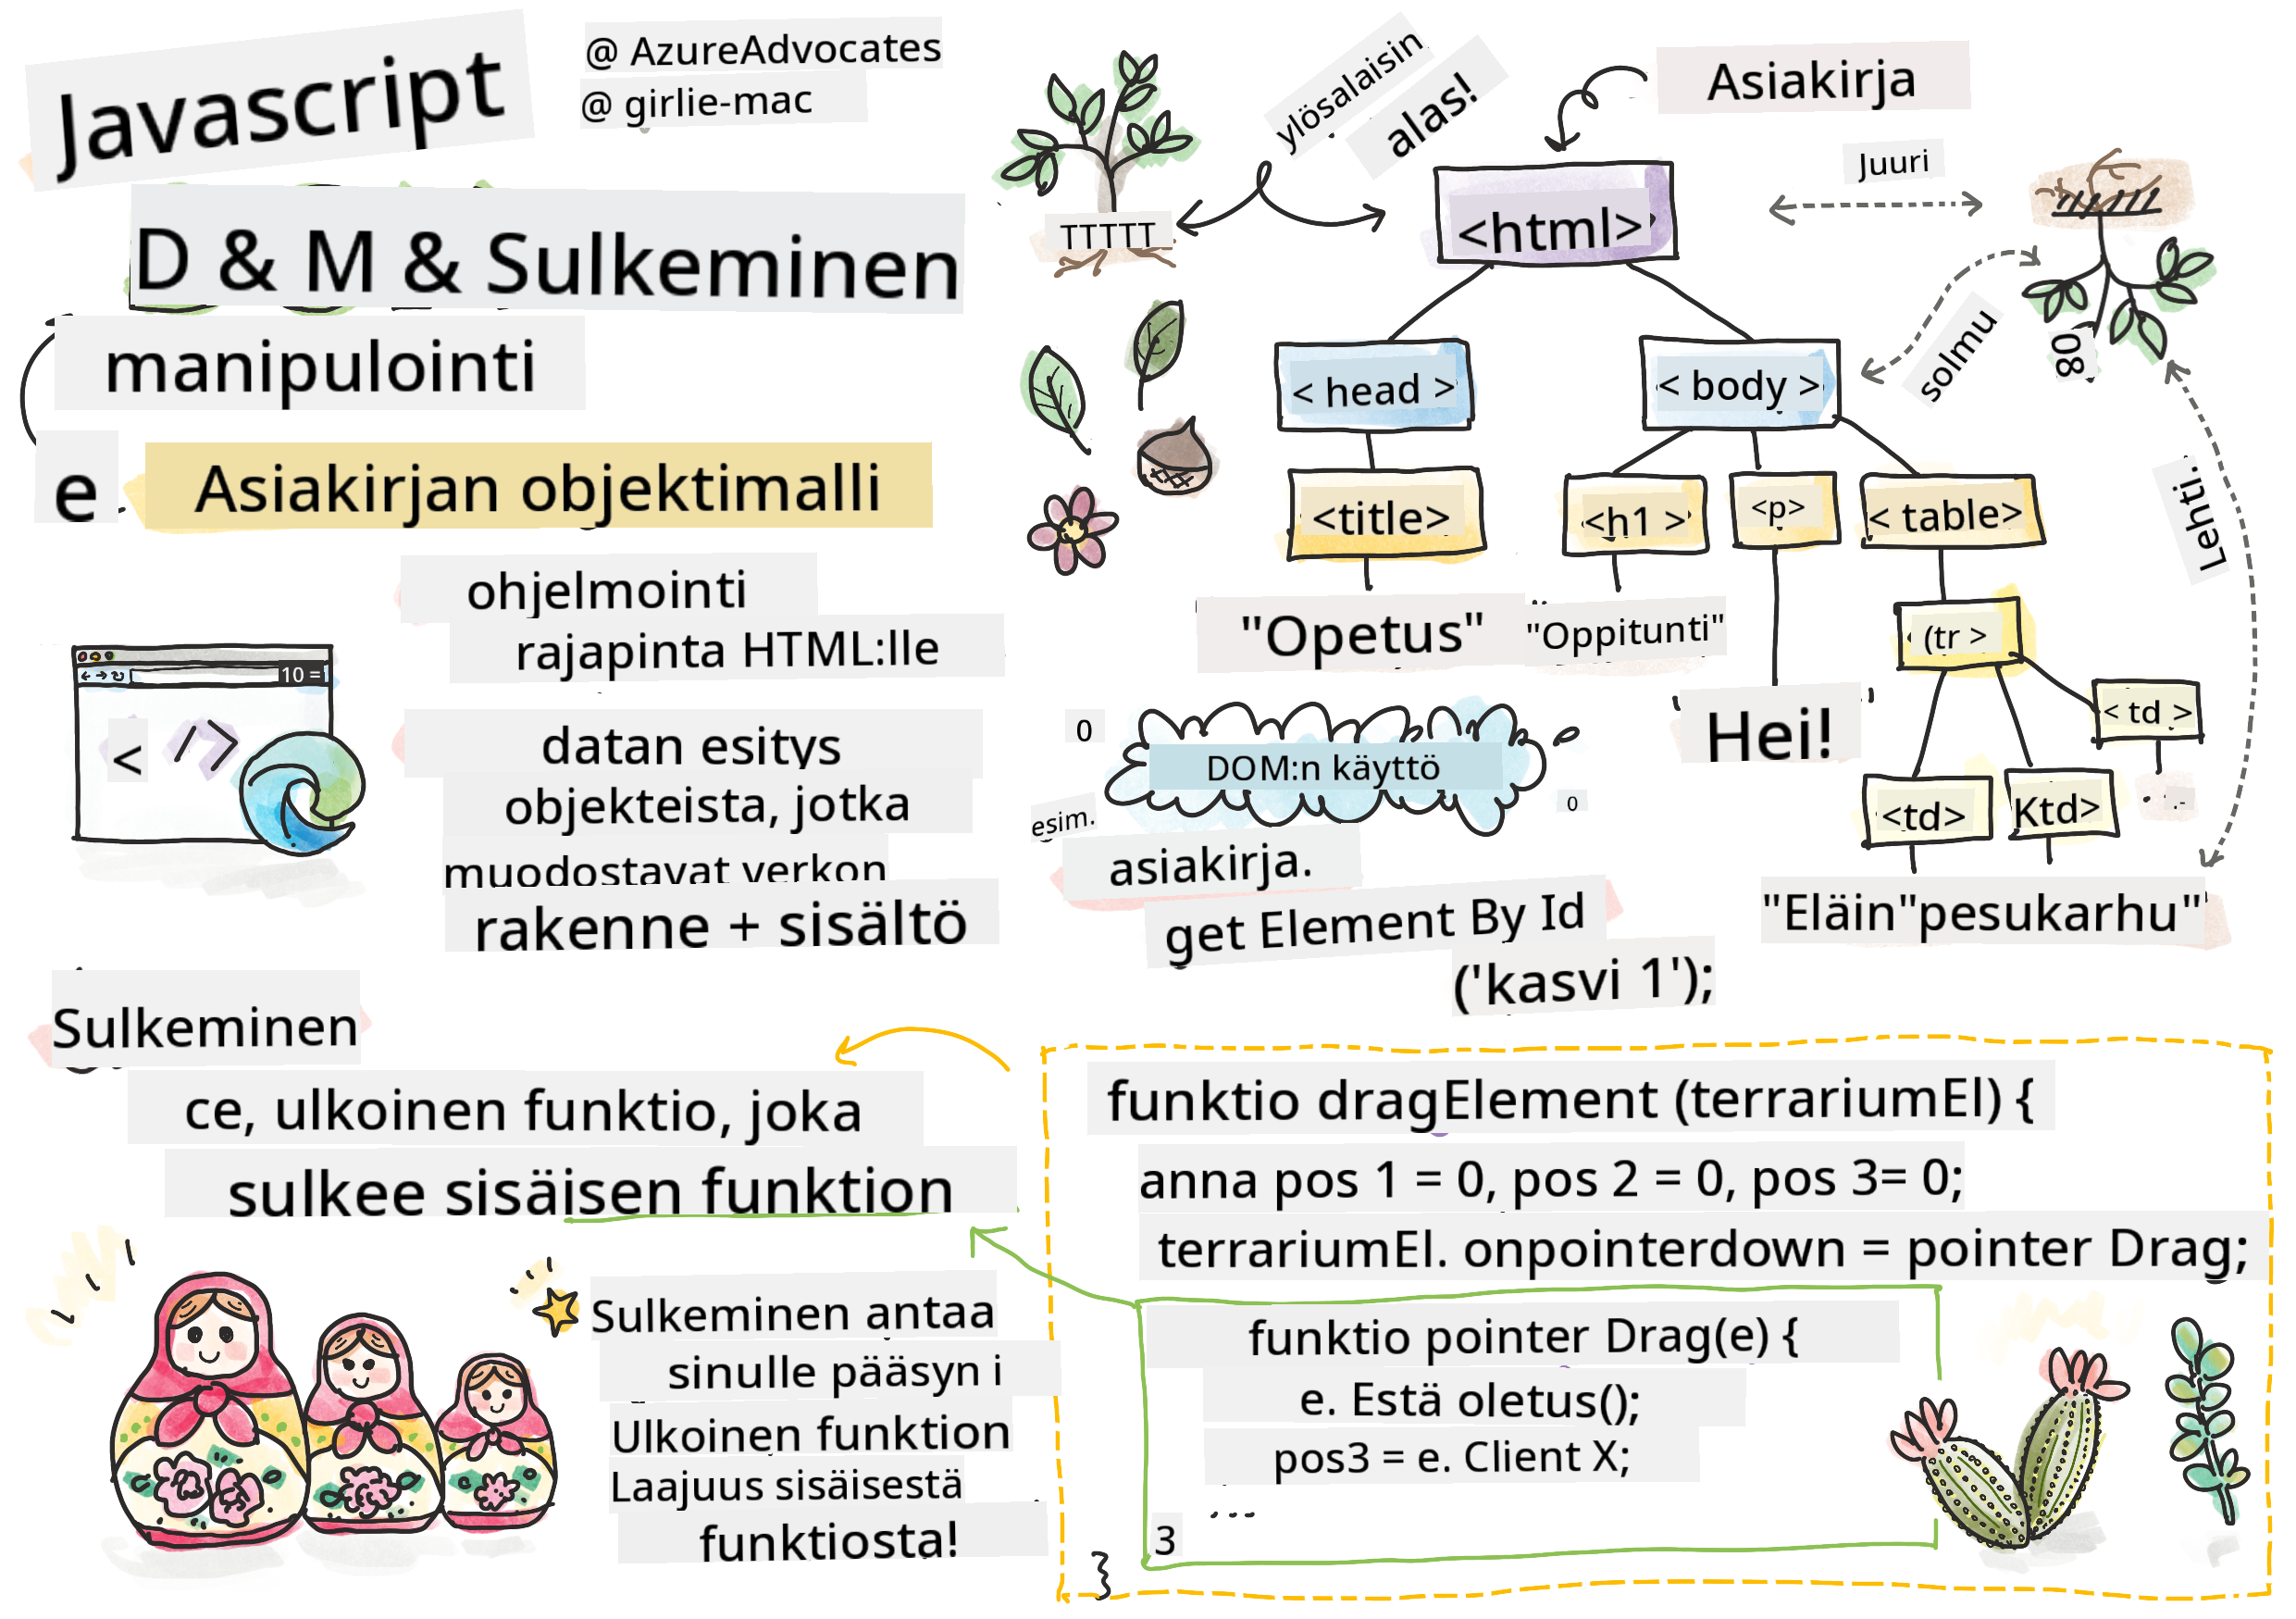 Javascript
@ AzureAdvocates
@ girlie-mac
D & M & Sulkeminen
manipulointi
e Asiakirjan objektimalli
ohjelmointi
rajapinta HTML:lle
datan esitys
objekteista, jotka
muodostavat verkon
rakenne + sisältö
10 =
< />
ylösalaisin
alas!
TTTTT
Asiakirja
<html>
Juuri
solmu
08
Lehti.
< head >
< body >
<title>
<h1 >
<p>
< table>
"Opetus"
"Oppitunti"
(tr >
Hei!
< td >
<td>
Ktd>
"Eläin"pesukarhu"
0
DOM:n käyttö
0
esim.
asiakirja.
get Element By Id
('kasvi 1');
Sulkeminen
ce, ulkoinen funktio, joka
sulkee sisäisen funktion
Sulkeminen antaa
sinulle pääsyn i
Ulkoinen funktion
Laajuus sisäisestä
funktiosta!
funktio dragElement (terrariumEl) {
anna pos 1 = 0, pos 2 = 0, pos 3= 0;
terrariumEl. onpointerdown = pointer Drag;
funktio pointer Drag(e) {
e. Estä oletus();
pos3 = e. Client X;
...
3
}